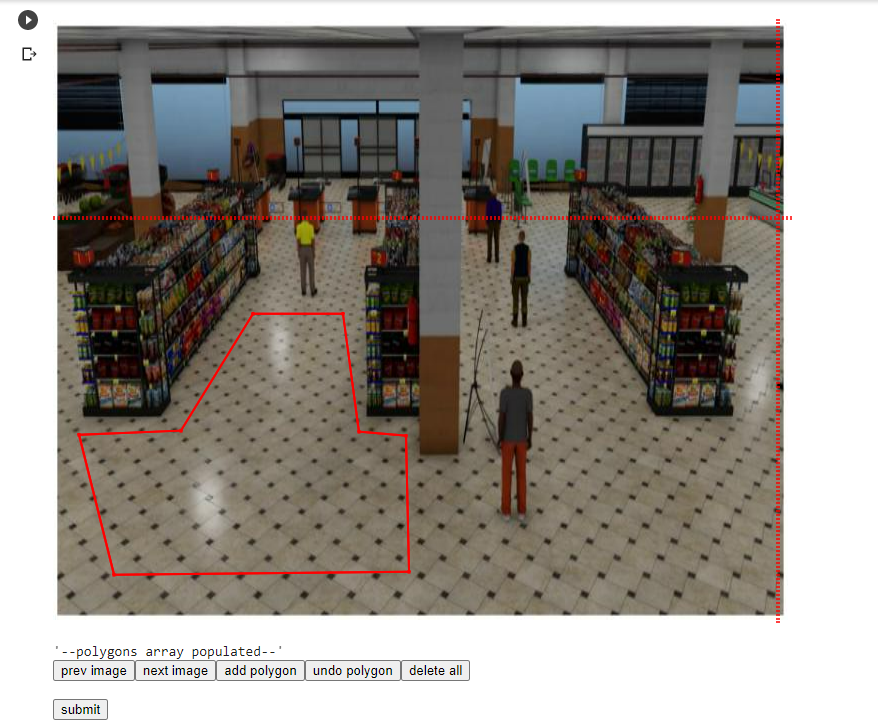 '--polygons array populated--'
prev image next image add polygon undo polygon delete all
submit